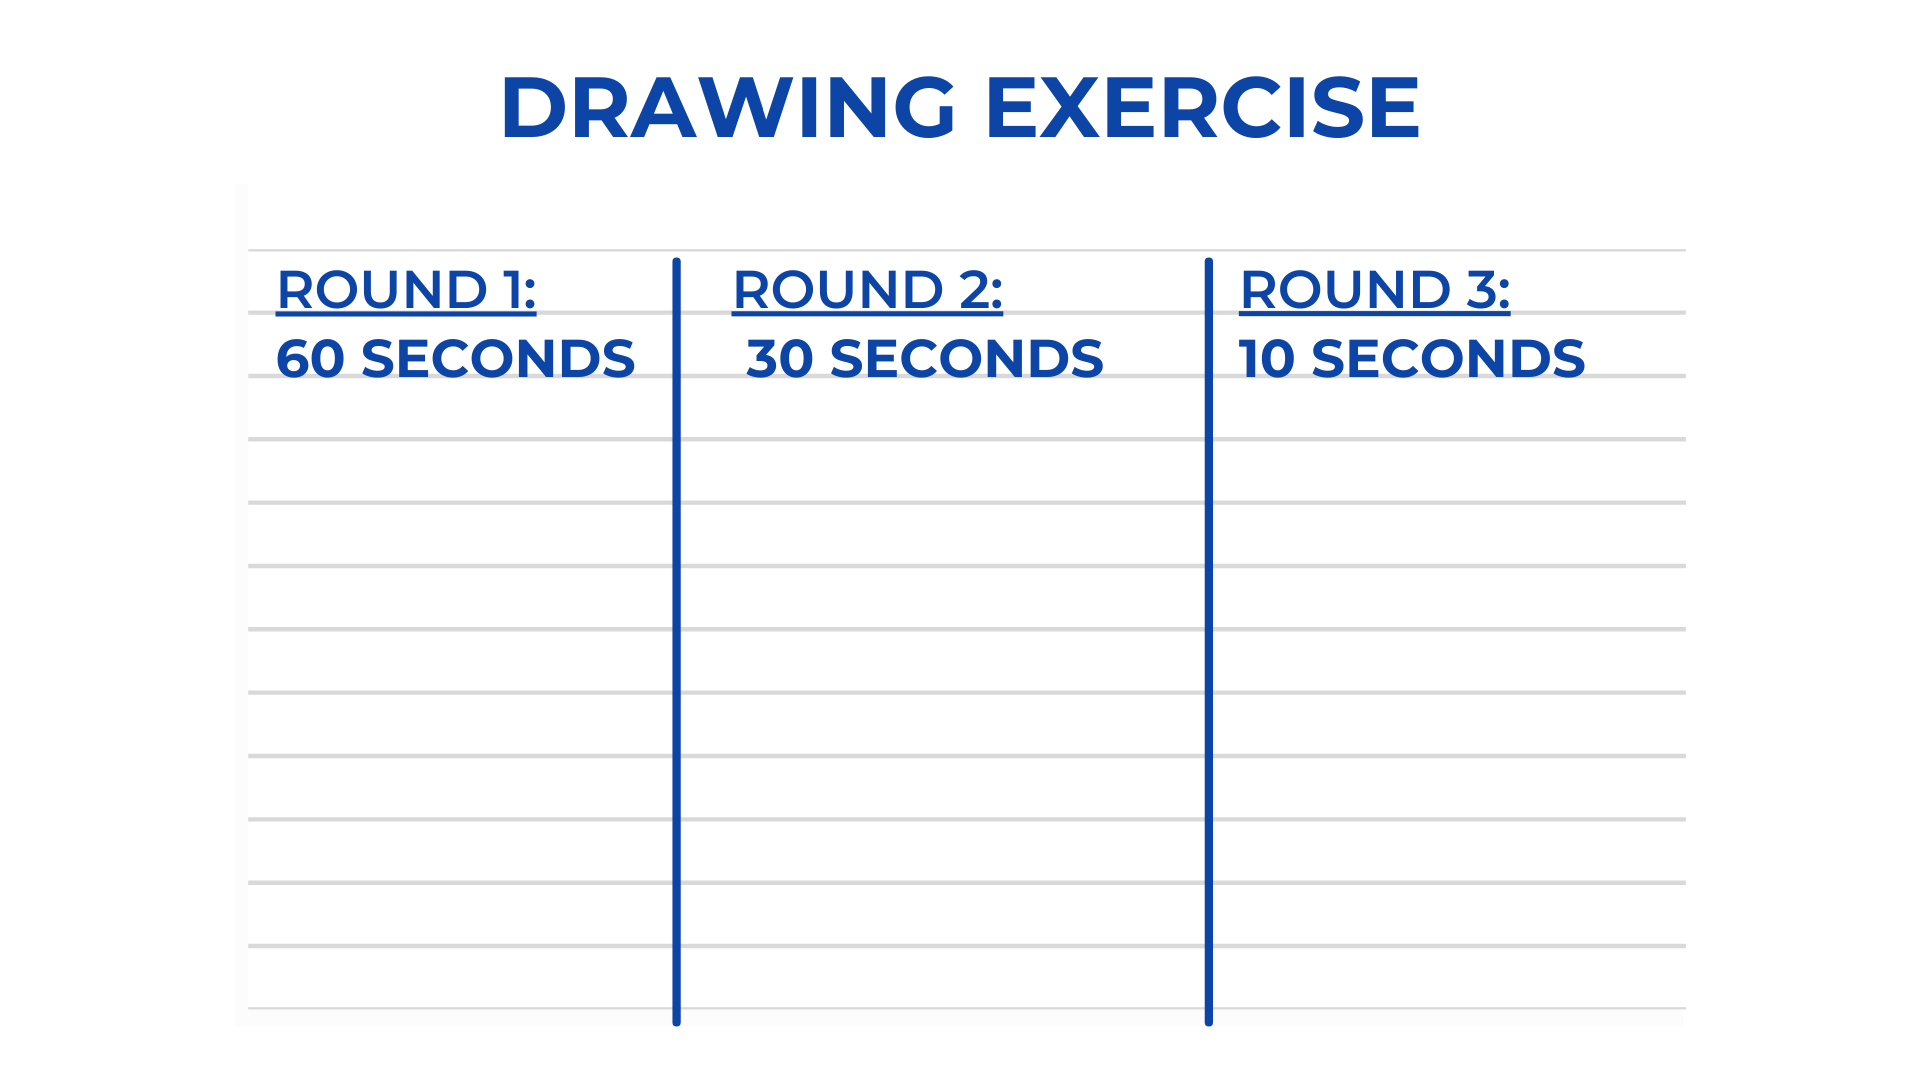 DRAWING EXERCISE
ROUND 1:
60 SECONDS
ROUND 2:
30 SECONDS
ROUND 3:
10 SECONDS